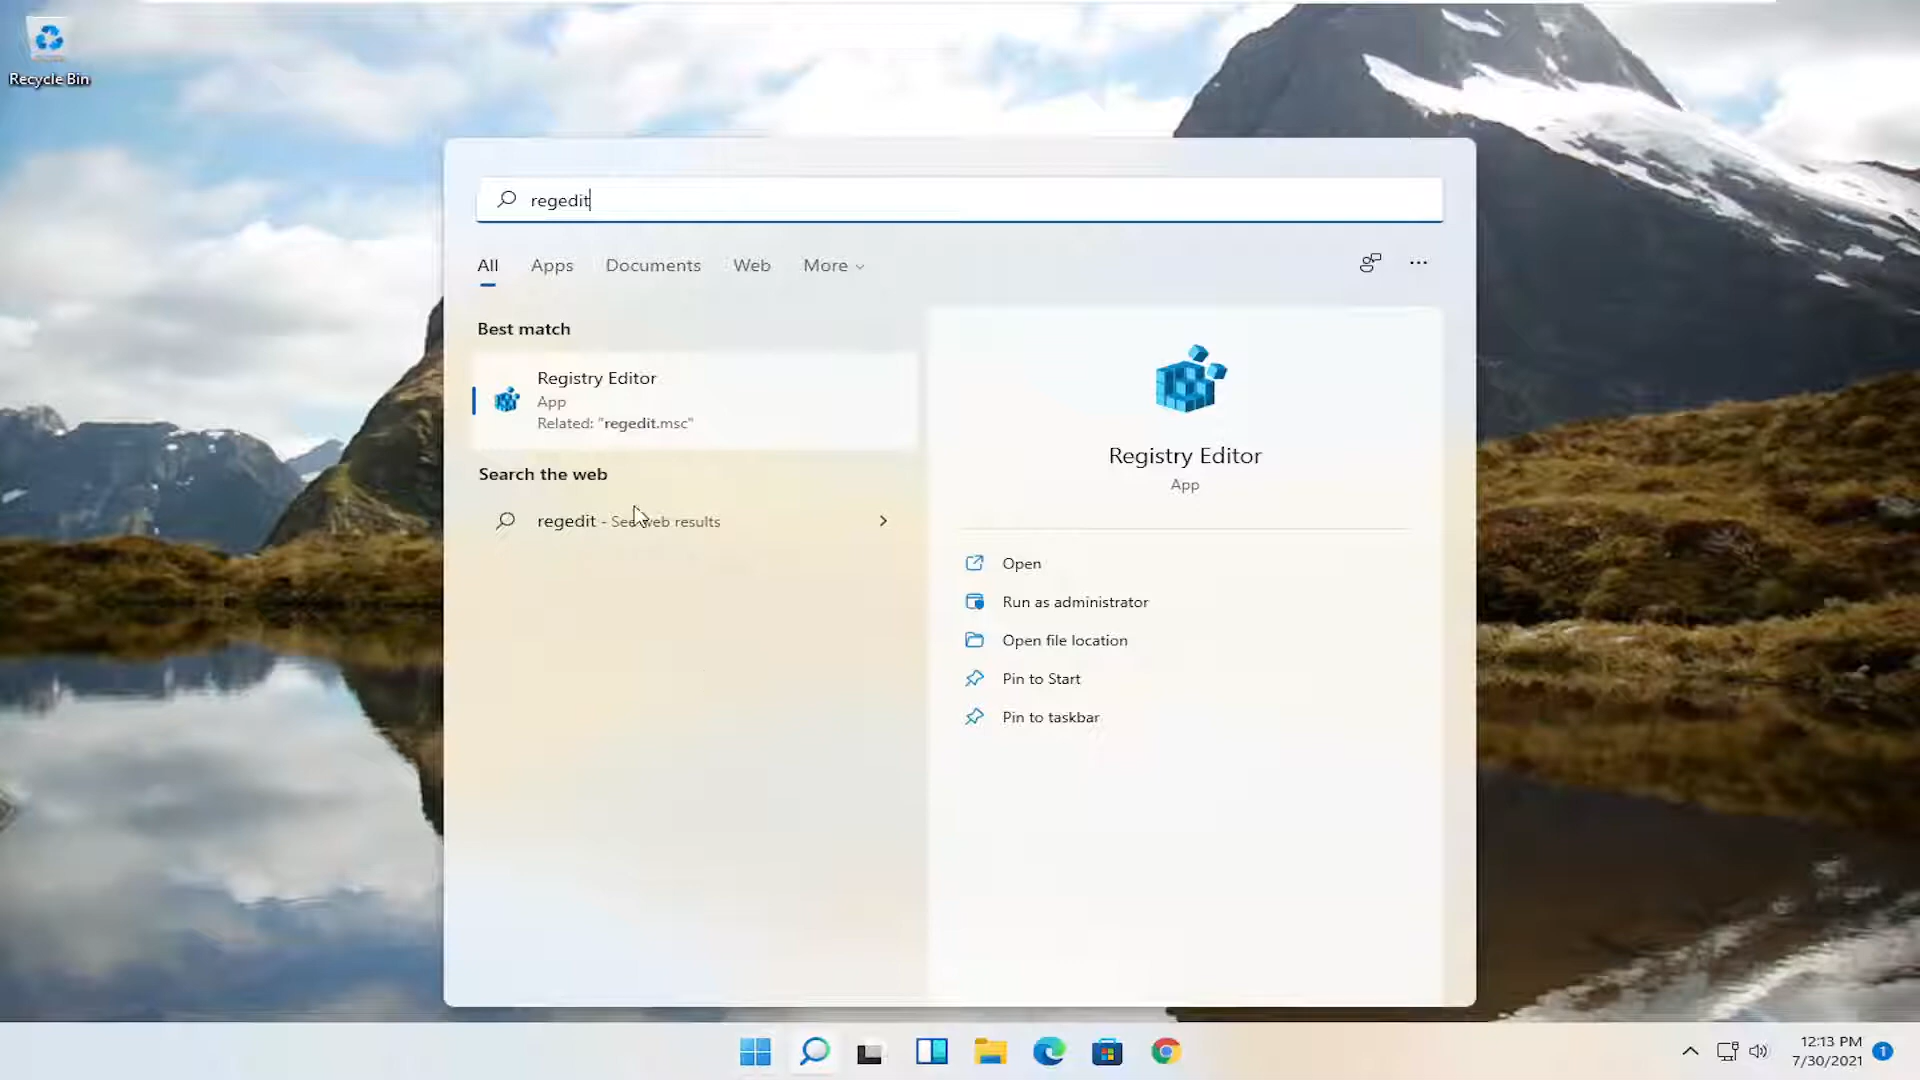 Recycle Bin
regedit
All Apps Documents Web More
Best match
Registry Editor
App
Related: "regedit.msc"
Search the web
regedit - See web results
Registry Editor
App
Open
Run as administrator
Open file location
Pin to Start
Pin to taskbar
12:13 PM
7/30/2021
1